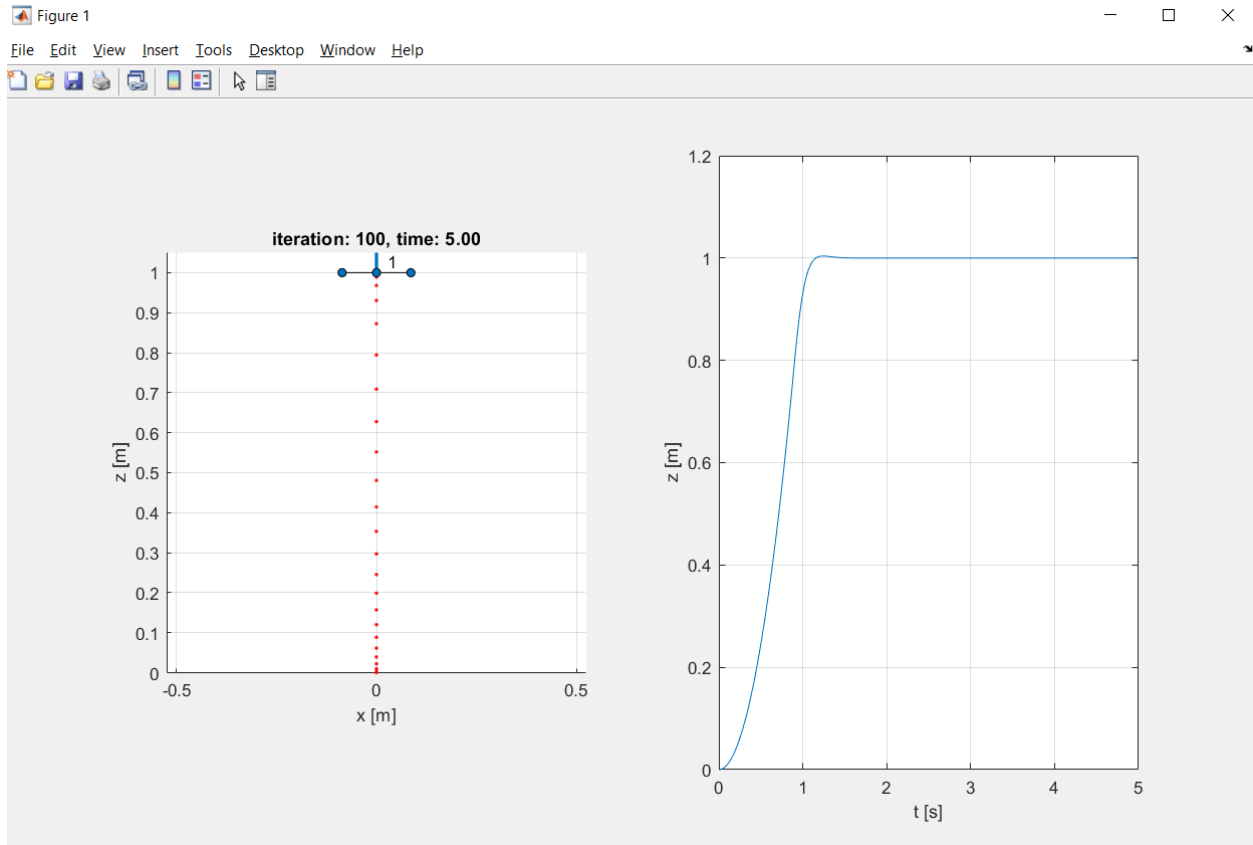 Figure 1
File Edit View Insert Tools Desktop Window Help
iteration: 100, time: 5.00
1
1
0.9
0.8
0.7
0.6
0.5
0.4
0.3
0.2
0.1
0
z [m]
-0.5 0 0.5
x [m]
1.2
1
0.8
0.6
0.4
0.2
0
z [m]
0 1 2 3 4 5
t [s]